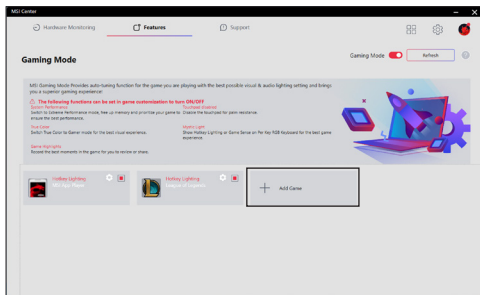 MSI Center
Hardware Monitoring
Features
Support
Gaming Mode
Gaming Mode
Refresh
MSI Gaming Mode Provides auto-tuning function for the game you are playing with the best possible visual & audio lighting setting and brings
you a superior gaming experience!
The following functions can be set in game customization to turn ON/OFF
System Performance
Switch to Extreme Performance mode, free up memory and prioritize your game to
ensure the best performance.
Touchpad disabled
Disable the touchpad for palm resistance
True Color
Switch True Color to Gamer mode for the best visual experience.
Mystic Light
Show Hotkey Lighting or Game Sense on Per Key RGB Keyboard for the best game
experience.
Game Highlights
Record the best moments in the game for you to review or share.
Hotkey Lighting
MSI App Player
Hotkey Lighting
League of Legends
Add Game